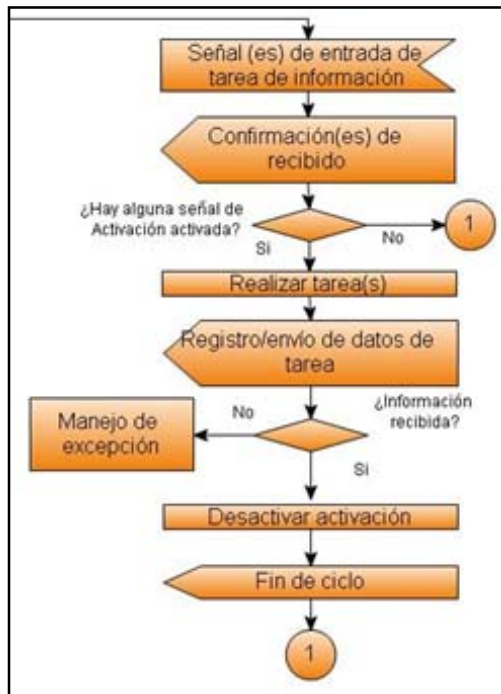 Señal (es) de entrada de
tarea de información
Confirmación(es) de
recibido
¿Hay alguna señal de
Activación activada?
Si
No
1
Realizar tarea(s)
Registro/envío de datos de
tarea
¿Información
recibida?
No
Manejo de
excepción
Si
Desactivar activación
Fin de ciclo
1